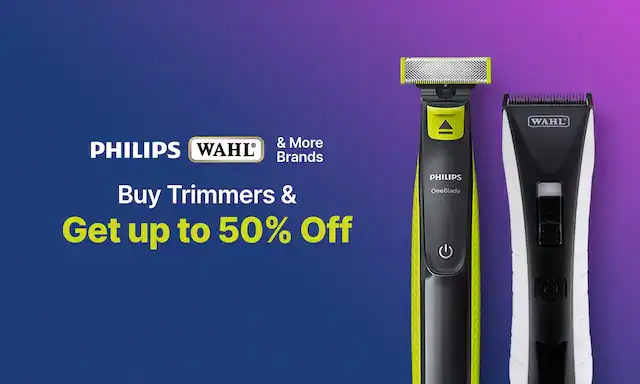 PHILIPS WAHL & More
Brands
Buy Trimmers &
Get up to 50% Off
PHILIPS
OneBlade
WAHL